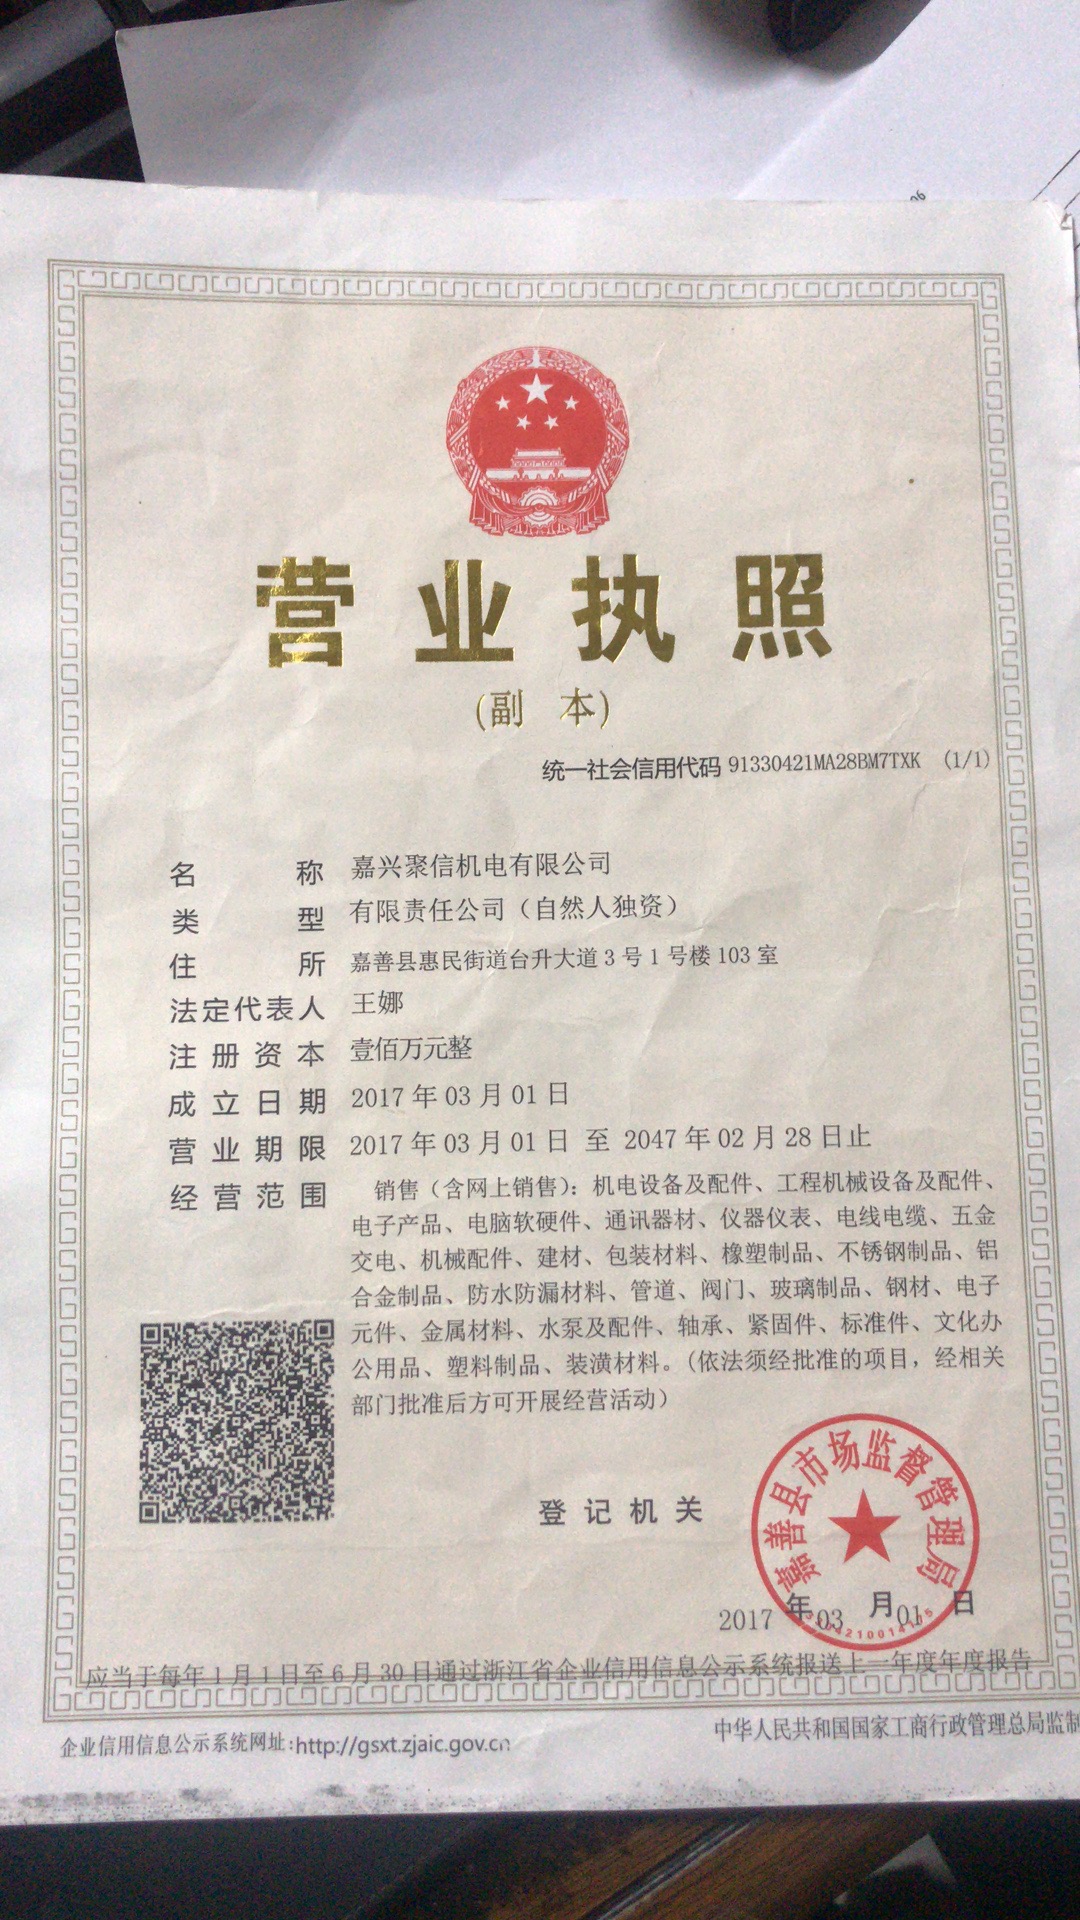 营业执照
(副 本)
统一社会信用代码 91330421MA28BM7TXK (1/1)
名 称 嘉兴聚信机电有限公司
类 型 有限责任公司（自然人独资）
住 所 嘉善县惠民街道台升大道3号1号楼103室
法定代表人 王娜
注册资本 壹佰万元整
成立日期 2017年03月01日
营业期限 2017年03月01日 至 2047年02月28日止
经营范围 销售（含网上销售）：机电设备及配件、工程机械设备及配件、
电子产品、电脑软硬件、通讯器材、仪器仪表、电线电缆、五金
交电、机械配件、建材、包装材料、橡塑制品、不锈钢制品、铝
合金制品、防水防漏材料、管道、阀门、玻璃制品、钢材、电子
元件、金属材料、水泵及配件、轴承、紧固件、标准件、文化办
公用品、塑料制品、装潢材料。（依法须经批准的项目，经相关
部门批准后方可开展经营活动）
登记机关
嘉善县市场监督管理局
2017年03月01日
应当于每年1月1日至6月30日通过浙江省企业信用信息公示系统报送上一年度年度报告
企业信用信息公示系统网址:http://gsxt.zjaic.gov.cn
中华人民共和国国家工商行政管理总局监制